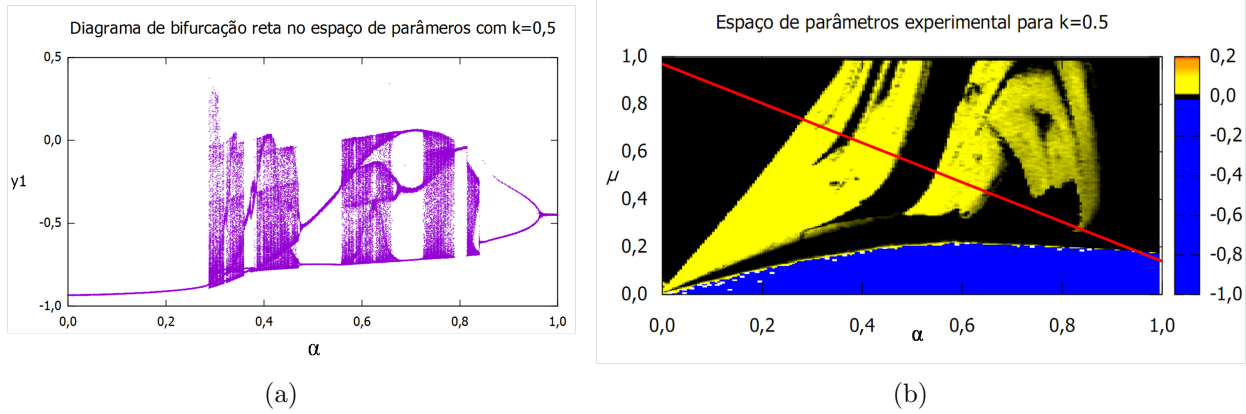 Diagrama de bifurcação reta no espaço de parâmeros com k=0,5
0,5
0,0
y1
-0,5
-1,0
0,0 0,2 0,4 0,6 0,8 1,0
α
(a)
Espaço de parâmetros experimental para k=0.5
1,0
0,8
0,6
μ
0,4
0,2
0,0
0,0 0,2 0,4 0,6 0,8 1,0
α
0,2
0,0
-0,2
-0,4
-0,6
-0,8
-1,0
(b)